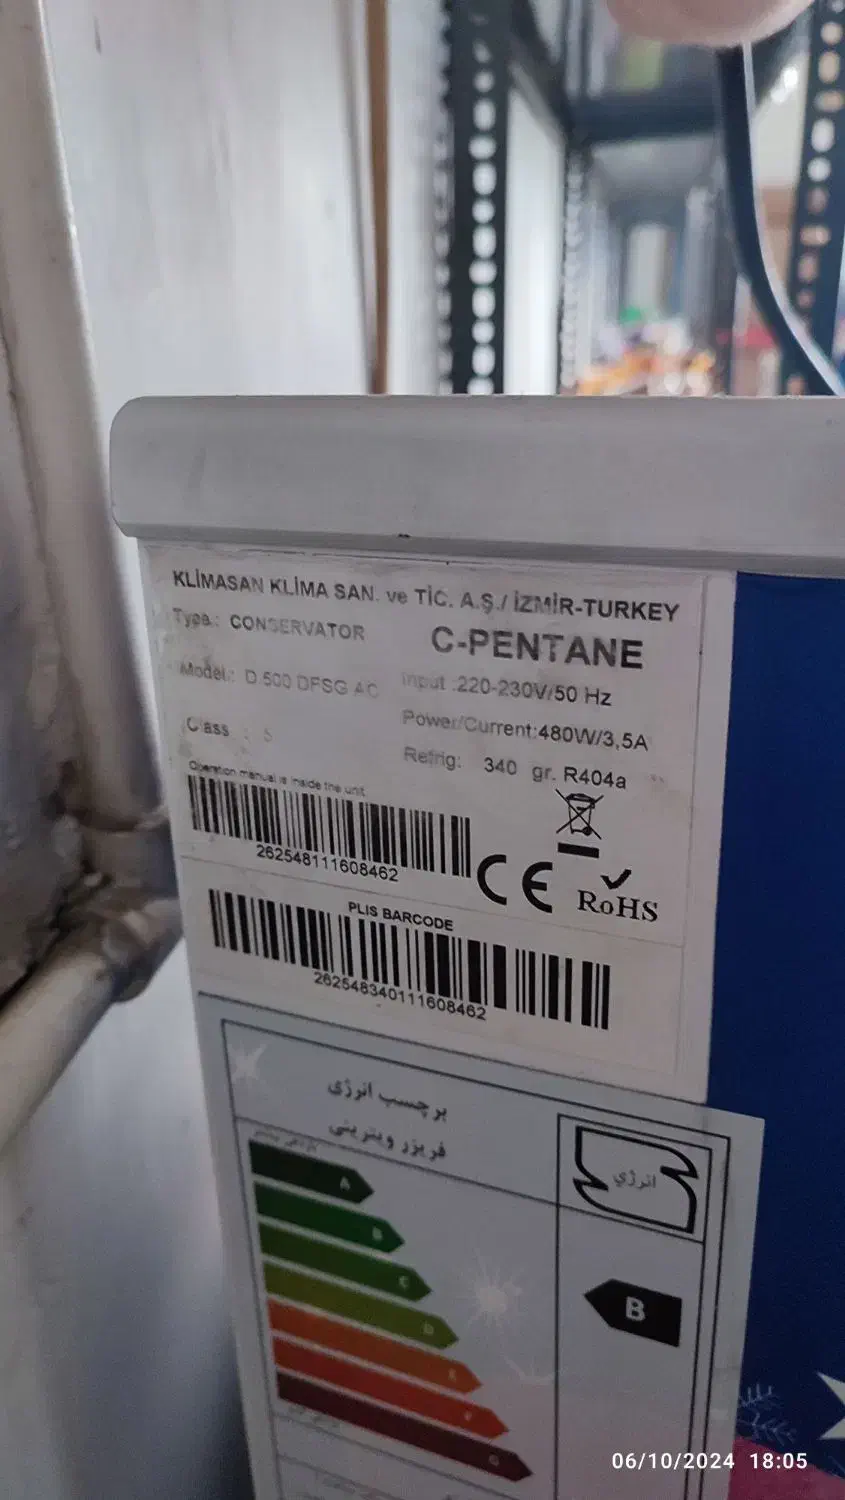 KLİMASAN KLİMA SAN. ve TİC. A.Ş./ İZMİR-TURKEY
Type.: CONSERVATOR
C-PENTANE
Model.: D 500 DFSG AC
Input :220-230V/50 Hz
Class : 5
Power/Current:480W/3,5A
Refrig: 340 gr. R404a
Operation manual is inside the unit
262548111608462
CE
RoHS
PLIS BARCODE
262548340111608462
برچسب انرژی
فریزر ویترینی
انرژي
A
B
C
D
E
F
G
B
06/10/2024 18:05